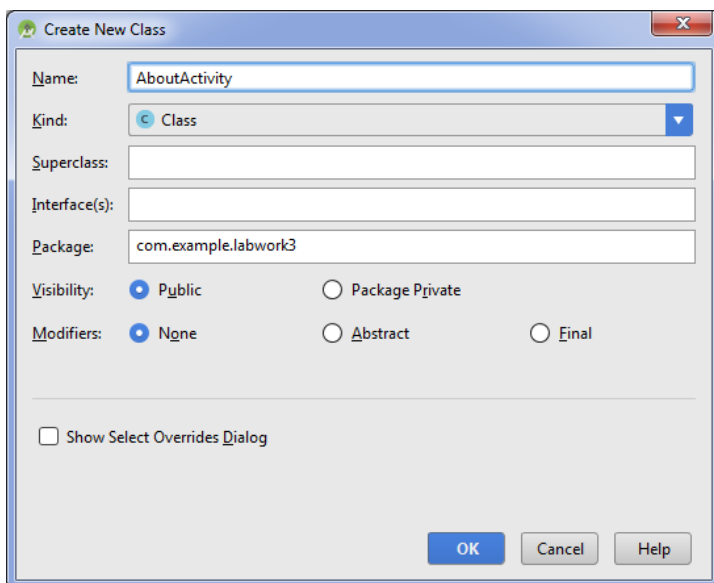 Create New Class
Name: AboutActivity
Kind: C Class
Superclass:
Interface(s):
Package: com.example.labwork3
Visibility: Public Package Private
Modifiers: None Abstract Final
Show Select Overrides Dialog
OK Cancel Help